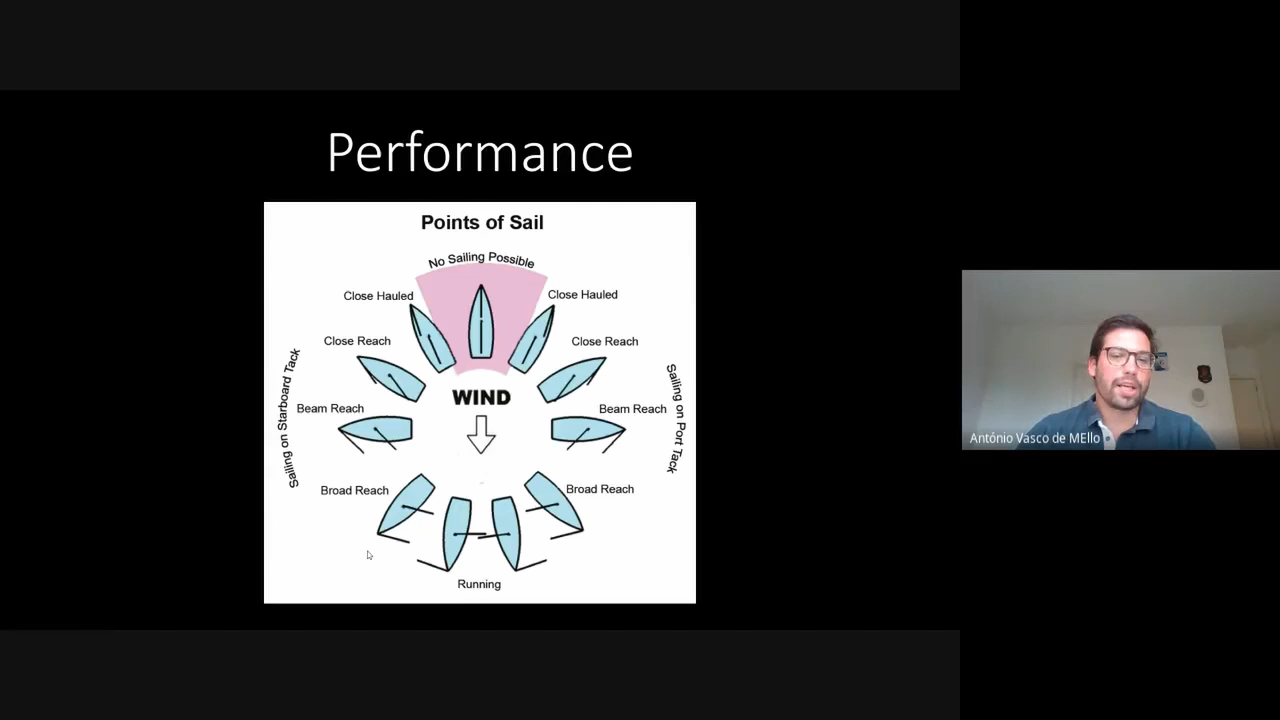 Performance
Points of Sail
No Sailing Possible
Close Hauled
Close Hauled
Close Reach
Close Reach
WIND
Sailing on Starboard Tack
Beam Reach
Beam Reach
Sailing on Port Tack
Broad Reach
Broad Reach
Running
António Vasco de MEllo